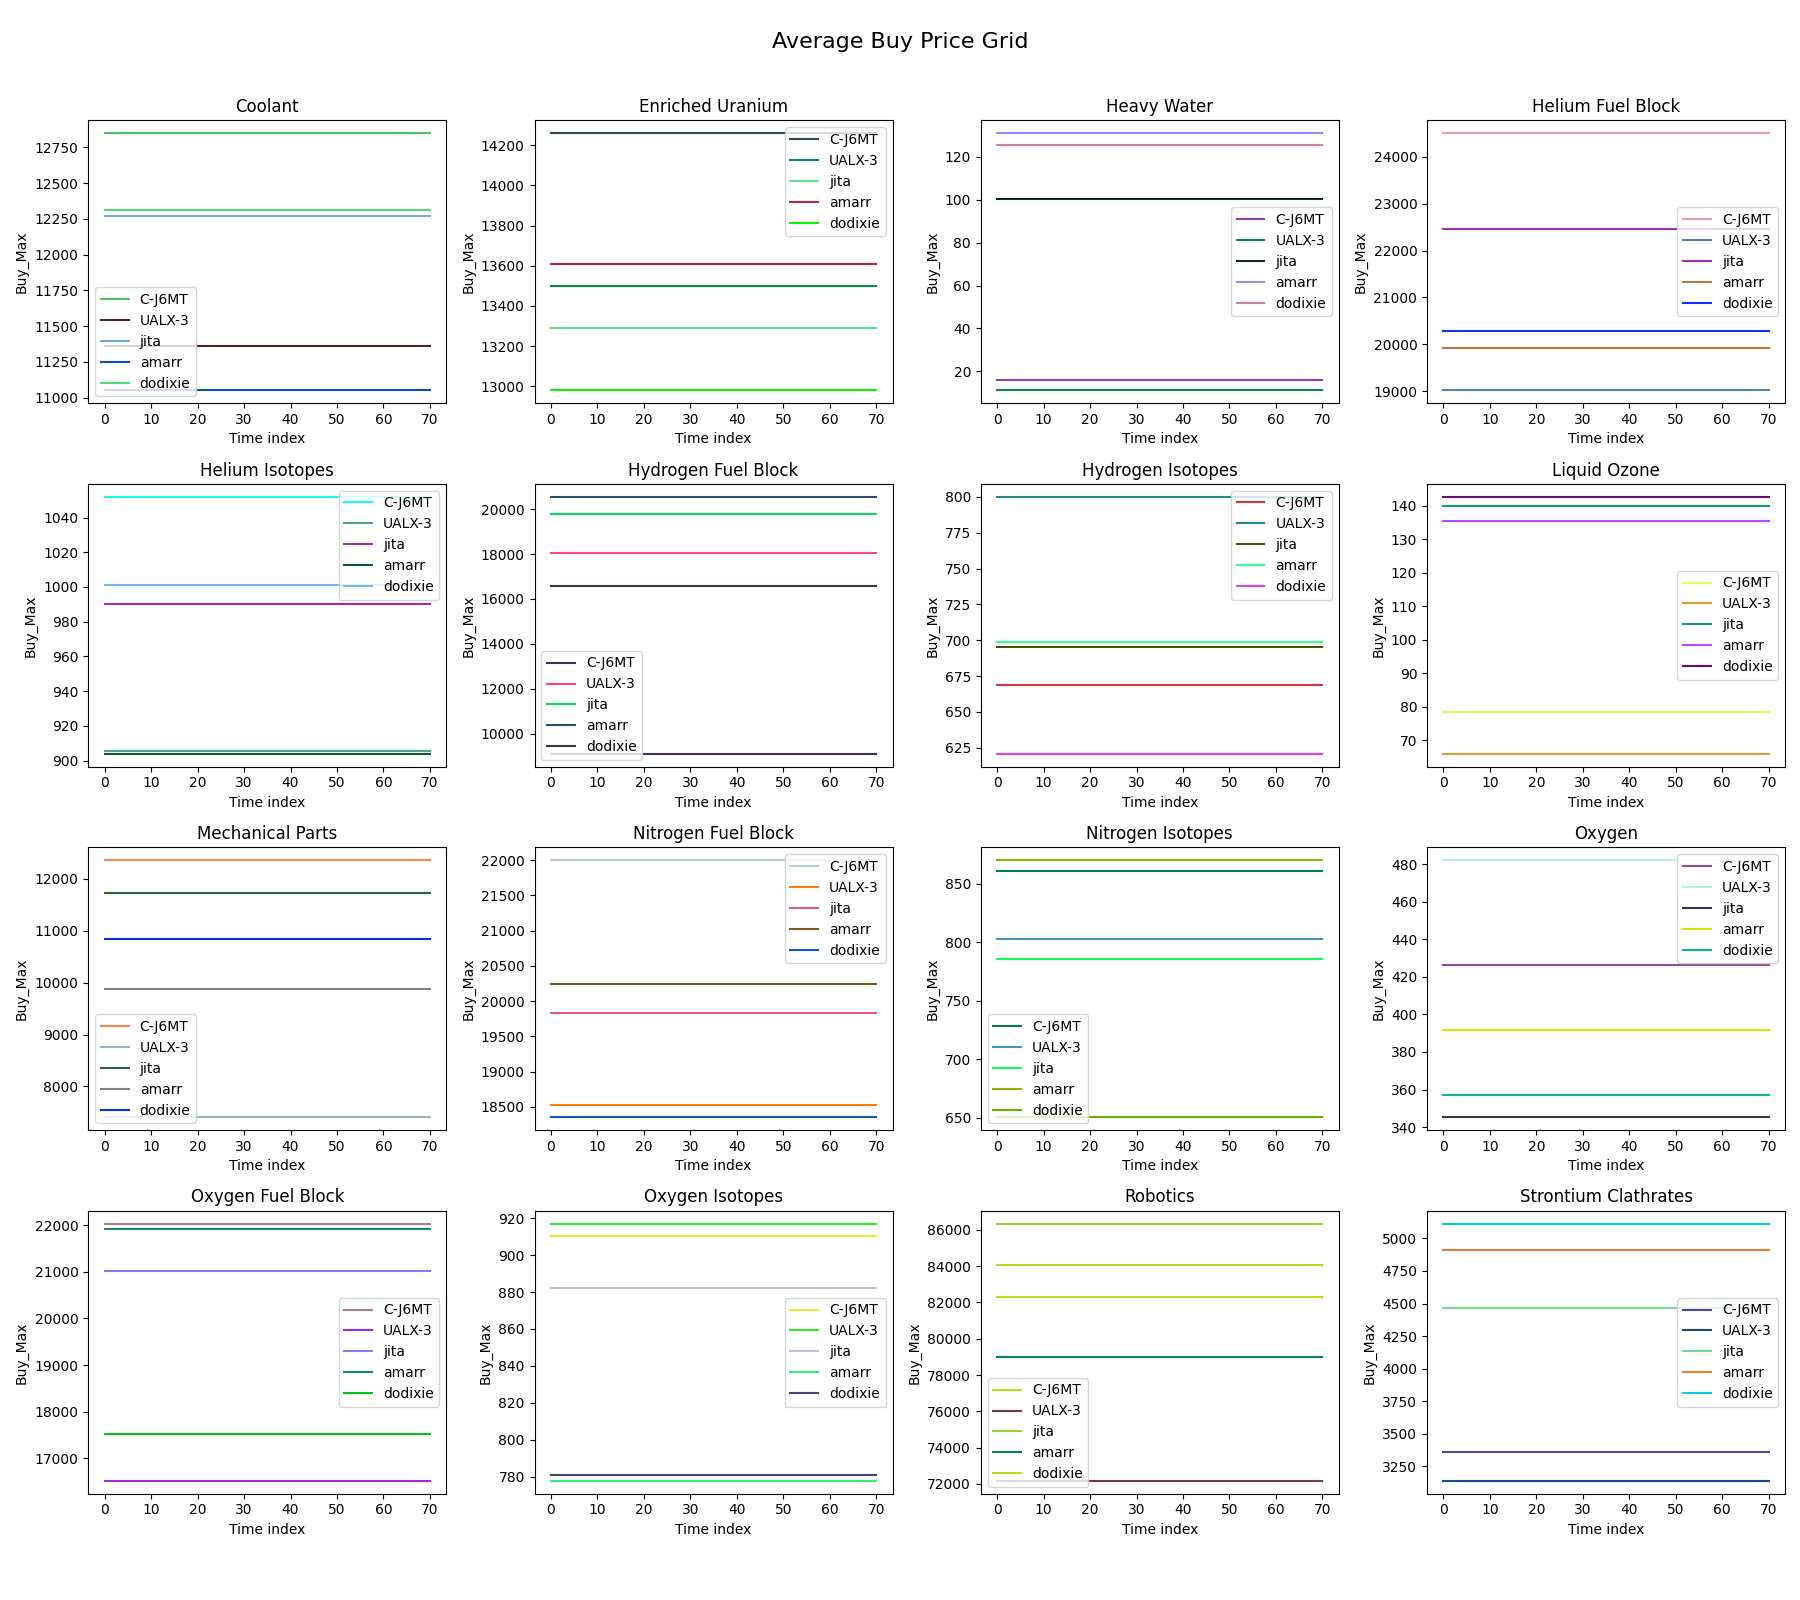 Average Buy Price Grid
Coolant
Buy_Max
12750
12500
12250
12000
11750
11500
11250
11000
C-J6MT
UALX-3
jita
amarr
dodixie
0 10 20 30 40 50 60 70
Time index
Enriched Uranium
Buy_Max
14200
14000
13800
13600
13400
13200
13000
C-J6MT
UALX-3
jita
amarr
dodixie
0 10 20 30 40 50 60 70
Time index
Heavy Water
Buy_Max
120
100
80
60
40
20
C-J6MT
UALX-3
jita
amarr
dodixie
0 10 20 30 40 50 60 70
Time index
Helium Fuel Block
Buy_Max
24000
23000
22000
21000
20000
19000
C-J6MT
UALX-3
jita
amarr
dodixie
0 10 20 30 40 50 60 70
Time index
Helium Isotopes
Buy_Max
1040
1020
1000
980
960
940
920
900
C-J6MT
UALX-3
jita
amarr
dodixie
0 10 20 30 40 50 60 70
Time index
Hydrogen Fuel Block
Buy_Max
20000
18000
16000
14000
12000
10000
C-J6MT
UALX-3
jita
amarr
dodixie
0 10 20 30 40 50 60 70
Time index
Hydrogen Isotopes
Buy_Max
800
775
750
725
700
675
650
625
C-J6MT
UALX-3
jita
amarr
dodixie
0 10 20 30 40 50 60 70
Time index
Liquid Ozone
Buy_Max
140
130
120
110
100
90
80
70
C-J6MT
UALX-3
jita
amarr
dodixie
0 10 20 30 40 50 60 70
Time index
Mechanical Parts
Buy_Max
12000
11000
10000
9000
8000
C-J6MT
UALX-3
jita
amarr
dodixie
0 10 20 30 40 50 60 70
Time index
Nitrogen Fuel Block
Buy_Max
22000
21500
21000
20500
20000
19500
19000
18500
C-J6MT
UALX-3
jita
amarr
dodixie
0 10 20 30 40 50 60 70
Time index
Nitrogen Isotopes
Buy_Max
850
800
750
700
650
C-J6MT
UALX-3
jita
amarr
dodixie
0 10 20 30 40 50 60 70
Time index
Oxygen
Buy_Max
480
460
440
420
400
380
360
340
C-J6MT
UALX-3
jita
amarr
dodixie
0 10 20 30 40 50 60 70
Time index
Oxygen Fuel Block
Buy_Max
22000
21000
20000
19000
18000
17000
C-J6MT
UALX-3
jita
amarr
dodixie
0 10 20 30 40 50 60 70
Time index
Oxygen Isotopes
Buy_Max
920
900
880
860
840
820
800
780
C-J6MT
UALX-3
jita
amarr
dodixie
0 10 20 30 40 50 60 70
Time index
Robotics
Buy_Max
86000
84000
82000
80000
78000
76000
74000
72000
C-J6MT
UALX-3
jita
amarr
dodixie
0 10 20 30 40 50 60 70
Time index
Strontium Clathrates
Buy_Max
5000
4750
4500
4250
4000
3750
3500
3250
C-J6MT
UALX-3
jita
amarr
dodixie
0 10 20 30 40 50 60 70
Time index